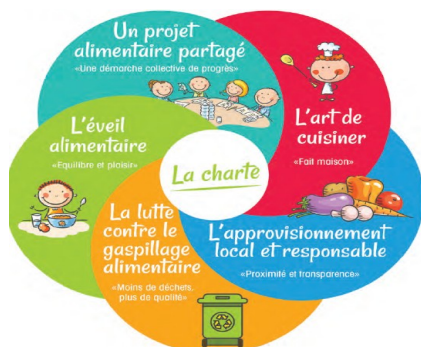 Un projet
alimentaire partagé
«Une démarche collective de progrès»
L'art de
cuisiner
«Fait maison»
L'éveil
alimentaire
«Equilibre et plaisir»
La charte
La lutte
contre le
gaspillage
alimentaire
«Moins de déchets,
plus de qualité»
L'approvisionnement
local et responsable
«Proximité et transparence»